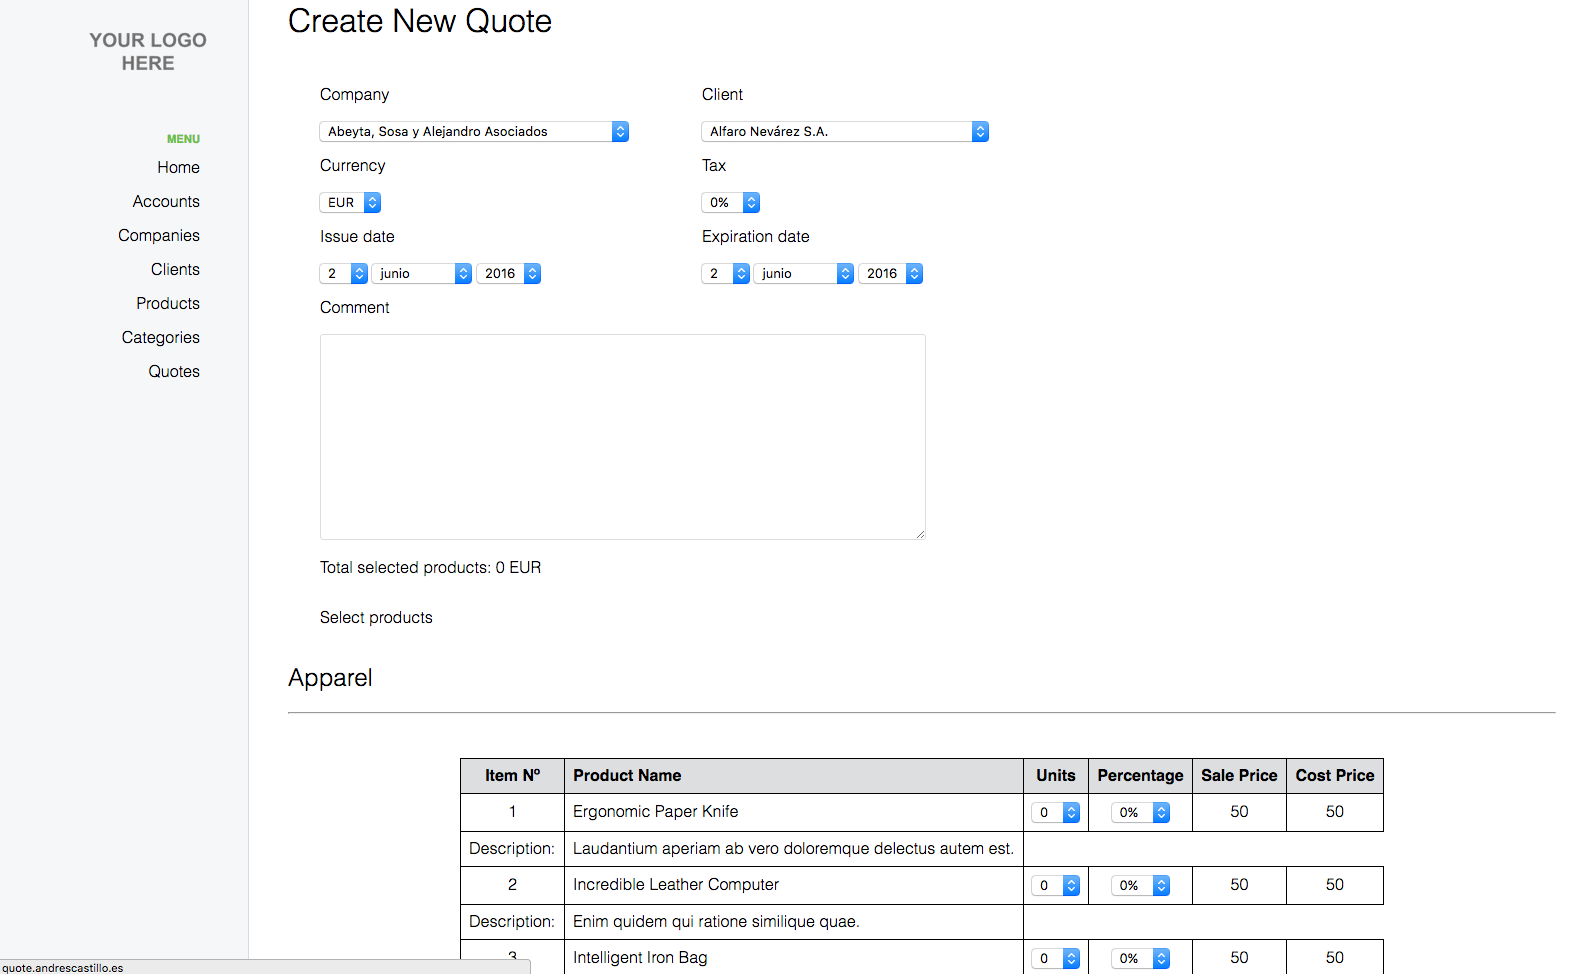 YOUR LOGO
HERE
MENU
Home
Accounts
Companies
Clients
Products
Categories
Quotes
Create New Quote
Company
Client
Abeyta, Sosa y Alejandro Asociados
Alfaro Nevárez S.A.
Currency
Tax
EUR
0%
Issue date
Expiration date
2 junio 2016
2 junio 2016
Comment
Total selected products: 0 EUR
Select products
Apparel
Item Nº Product Name Units Percentage Sale Price Cost Price
1 Ergonomic Paper Knife 0 0% 50 50
Description: Laudantium aperiam ab vero doloremque delectus autem est.
2 Incredible Leather Computer 0 0% 50 50
Description: Enim quidem qui ratione similique quae.
3 Intelligent Iron Bag 0 0% 50 50
quote.andrescastillo.es